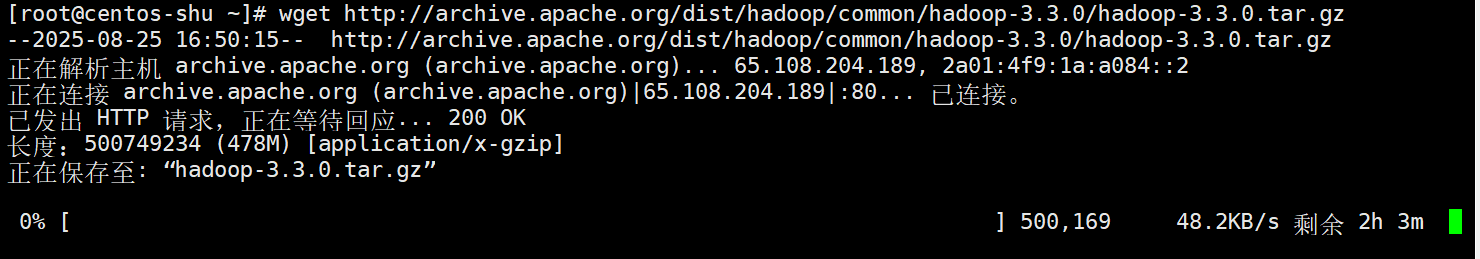 [root@centos-shu ~]# wget http://archive.apache.org/dist/hadoop/common/hadoop-3.3.0/hadoop-3.3.0.tar.gz
--2025-08-25 16:50:15--  http://archive.apache.org/dist/hadoop/common/hadoop-3.3.0/hadoop-3.3.0.tar.gz
正在解析主机 archive.apache.org (archive.apache.org)... 65.108.204.189, 2a01:4f9:1a:a084::2
正在连接 archive.apache.org (archive.apache.org)|65.108.204.189|:80... 已连接。
已发出 HTTP 请求，正在等待回应... 200 OK
长度：500749234 (478M) [application/x-gzip]
正在保存至: “hadoop-3.3.0.tar.gz”
0% [                                                                       ] 500,169     48.2KB/s 剩余 2h 3m